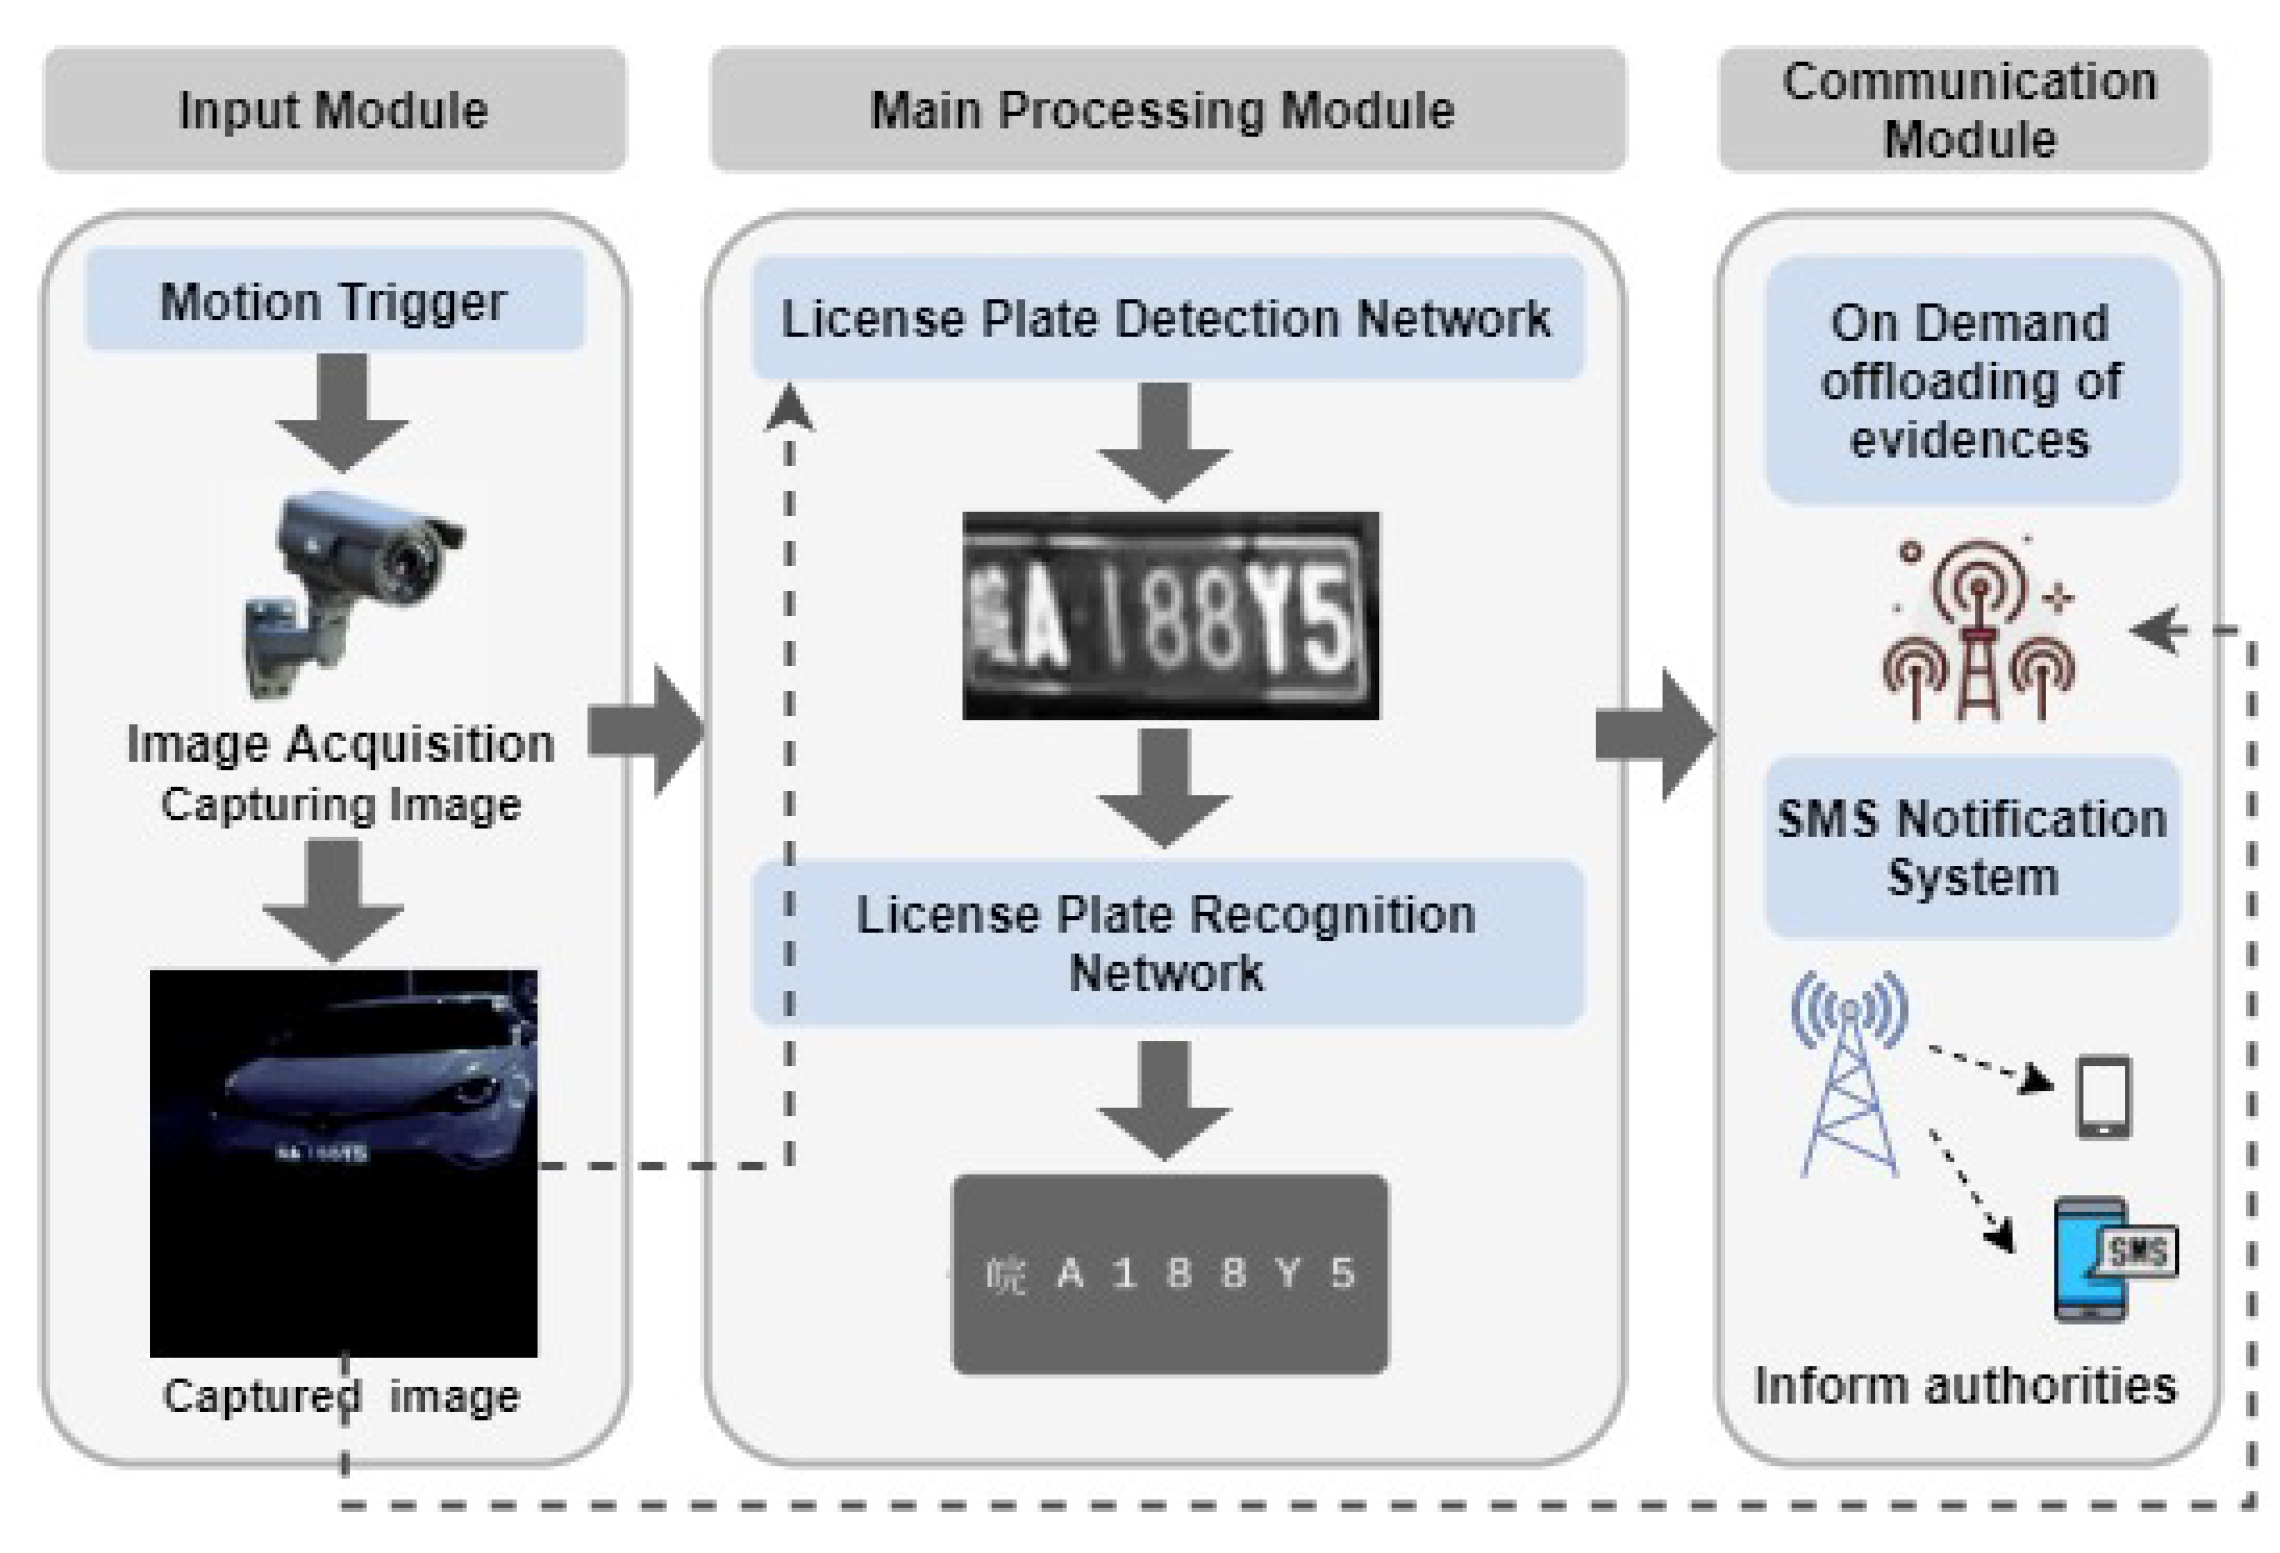 Input Module
Motion Trigger
Image Acquisition
Capturing Image
Captured image
Main Processing Module
License Plate Detection Network
A 188Y5
License Plate Recognition
Network
皖 A 1 8 8 Y 5
Communication
Module
On Demand
offloading of
evidences
SMS Notification
System
SMS
Inform authorities